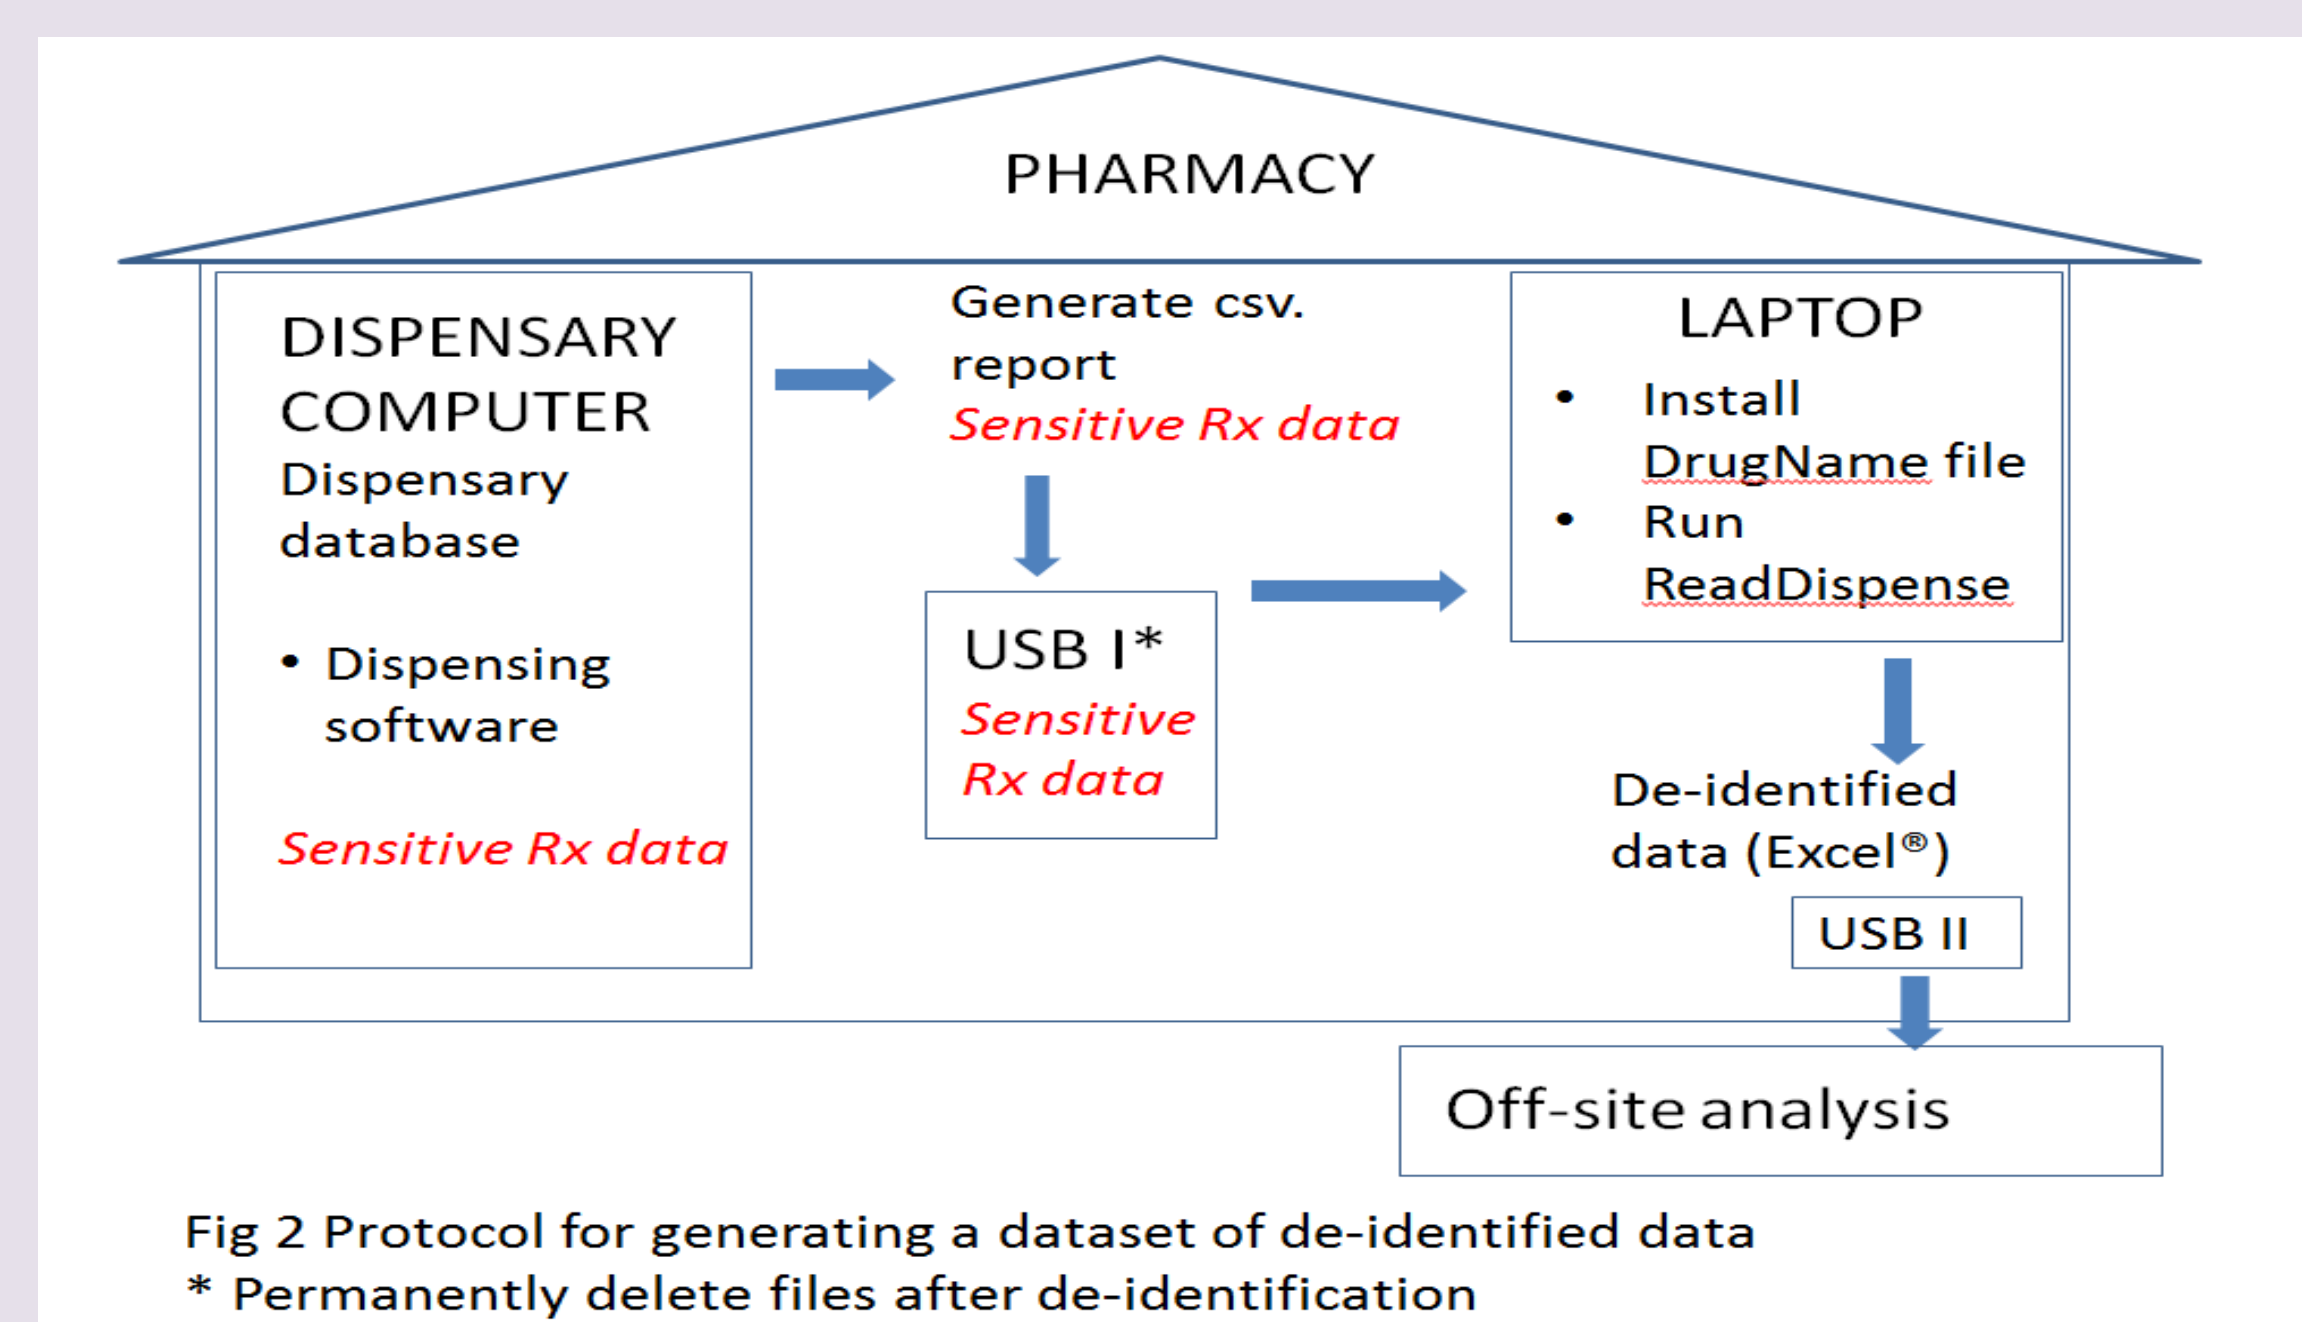 PHARMACY
DISPENSARY
COMPUTER
Dispensary
database
• Dispensing
software
Sensitive Rx data
Generate csv.
report
Sensitive Rx data
USB I*
Sensitive
Rx data
LAPTOP
• Install
DrugName file
• Run
ReadDispense
De-identified
data (Excel®)
USB II
Off-site analysis
Fig 2 Protocol for generating a dataset of de-identified data
* Permanently delete files after de-identification